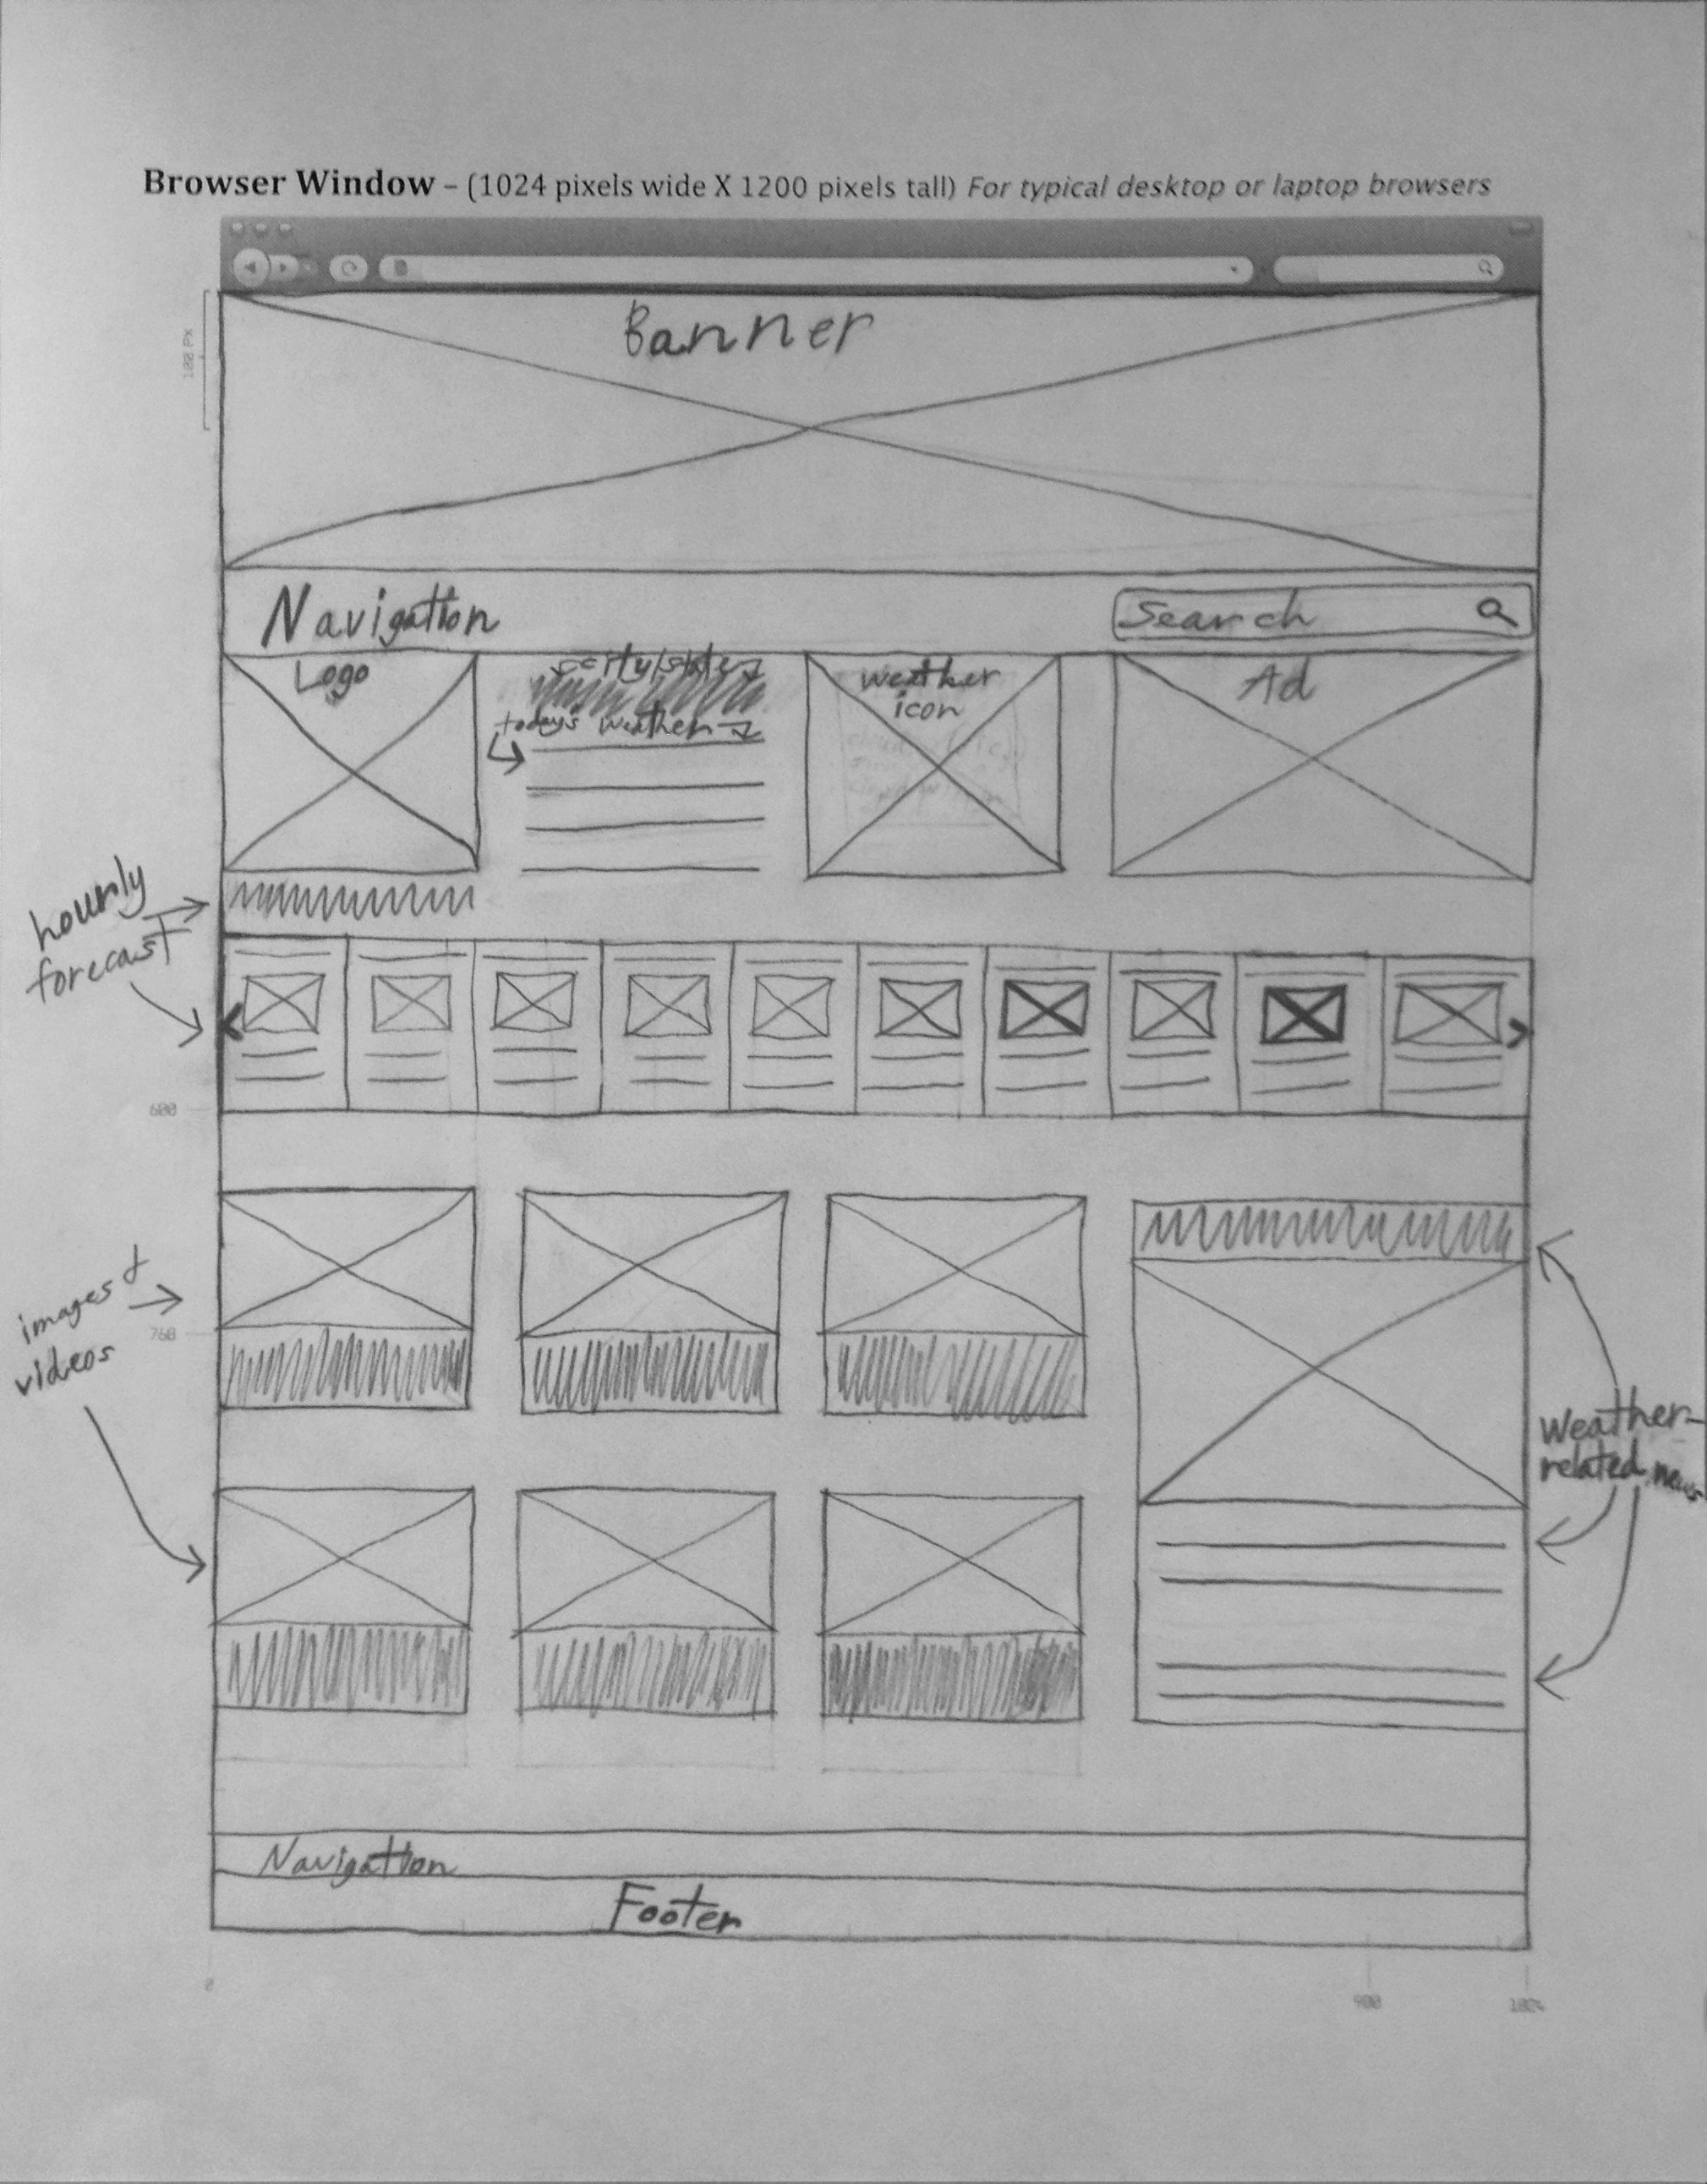 Browser Window – (1024 pixels wide X 1200 pixels tall) For typical desktop or laptop browsers
100 Px
Banner
Navigation
Search
Logo
city/state
today's weather
weather
icon
Ad
hourly
forecast
600
images &
videos
768
Weather-
related news
Navigation
Footer
0
900
1024